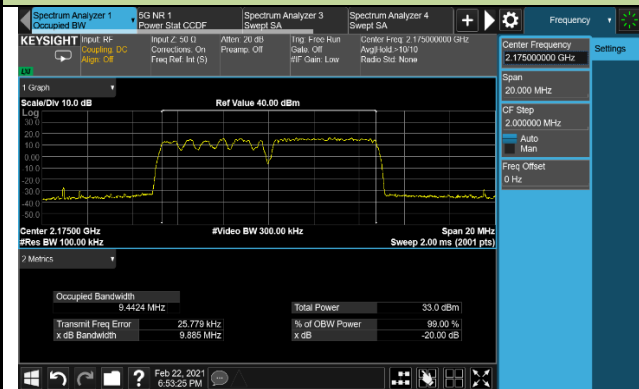 Spectrum Analyzer 1
Occupied BW
5G NR 1
Power Stat CCDF
Spectrum Analyzer 3
Swept SA
Spectrum Analyzer 4
Swept SA
Frequency
KEYSIGHT
Input: RF
Coupling: DC
Align: Off
Input Z: 50 Ω
Corrections: On
Freq Ref: Int (S)
Atten: 20 dB
Preamp: Off
Trig: Free Run
Gate: Off
#IF Gain: Low
Center Freq: 2.175000000 GHz
Avg|Hold:>10/10
Radio Std: None
Center Frequency
2.175000000 GHz
Settings
Span
20.000 MHz
CF Step
2.000000 MHz
Auto
Man
Freq Offset
0 Hz
1 Graph
Scale/Div 10.0 dB
Ref Value 40.00 dBm
Log
30.0
20.0
10.0
0.00
-10.0
-20.0
-30.0
-40.0
-50.0
Center 2.17500 GHz
#Video BW 300.00 kHz
Span 20 MHz
#Res BW 100.00 kHz
Sweep 2.00 ms (2001 pts)
2 Metrics
Occupied Bandwidth
9.4424 MHz
Total Power
33.0 dBm
Transmit Freq Error
25.779 kHz
% of OBW Power
99.00 %
x dB Bandwidth
9.885 MHz
x dB
-20.00 dB
?
Feb 22, 2021
6:53:25 PM